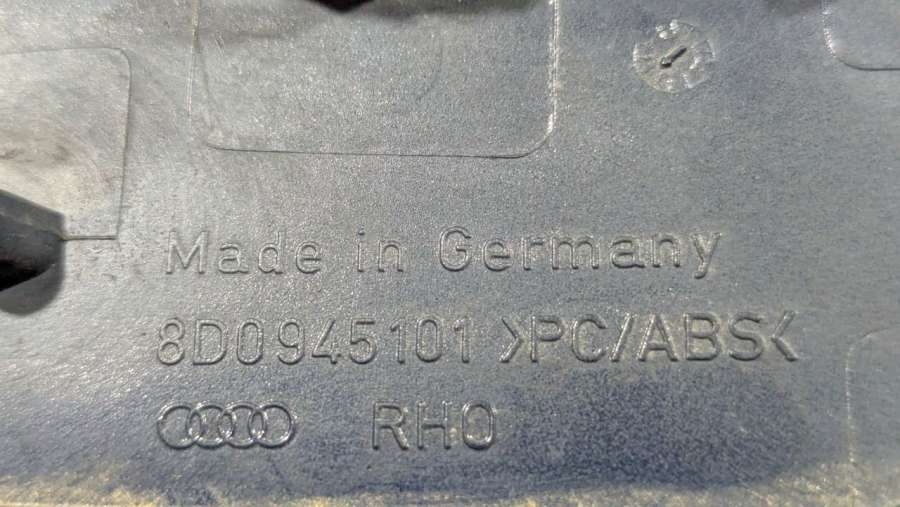 Made in Germany
8D0945101 >PC/ABS<
RHO